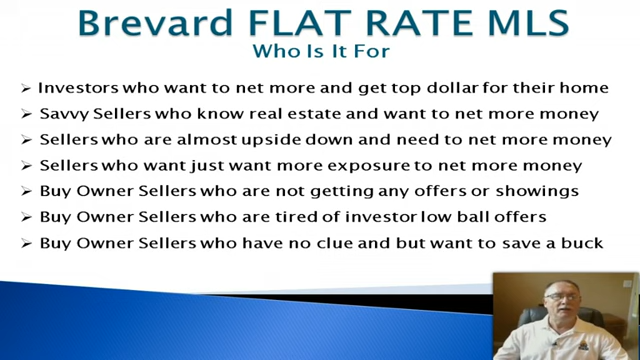 Brevard FLAT RATE MLS
Who Is It For
Investors who want to net more and get top dollar for their home
Savvy Sellers who know real estate and want to net more money
Sellers who are almost upside down and need to net more money
Sellers who want just want more exposure to net more money
Buy Owner Sellers who are not getting any offers or showings
Buy Owner Sellers who are tired of investor low ball offers
Buy Owner Sellers who have no clue and but want to save a buck